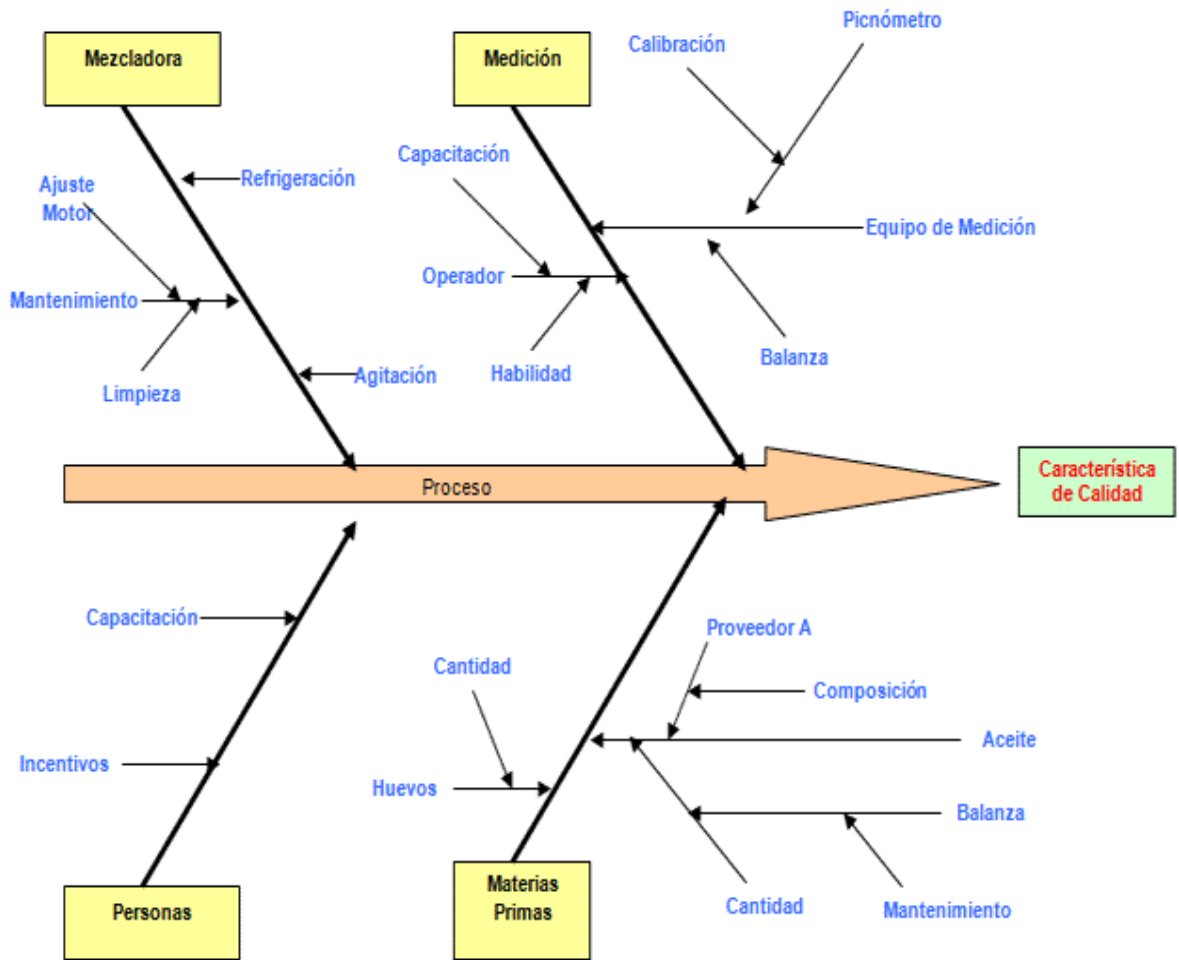 Picnómetro
Calibración
Mezcladora
Medición
Capacitación
Refrigeración
Ajuste
Motor
Equipo de Medición
Operador
Mantenimiento
Balanza
Habilidad
Agitación
Limpieza
Proceso
Característica
de Calidad
Capacitación
Proveedor A
Cantidad
Composición
Aceite
Incentivos
Huevos
Balanza
Materias
Primas
Personas
Cantidad
Mantenimiento